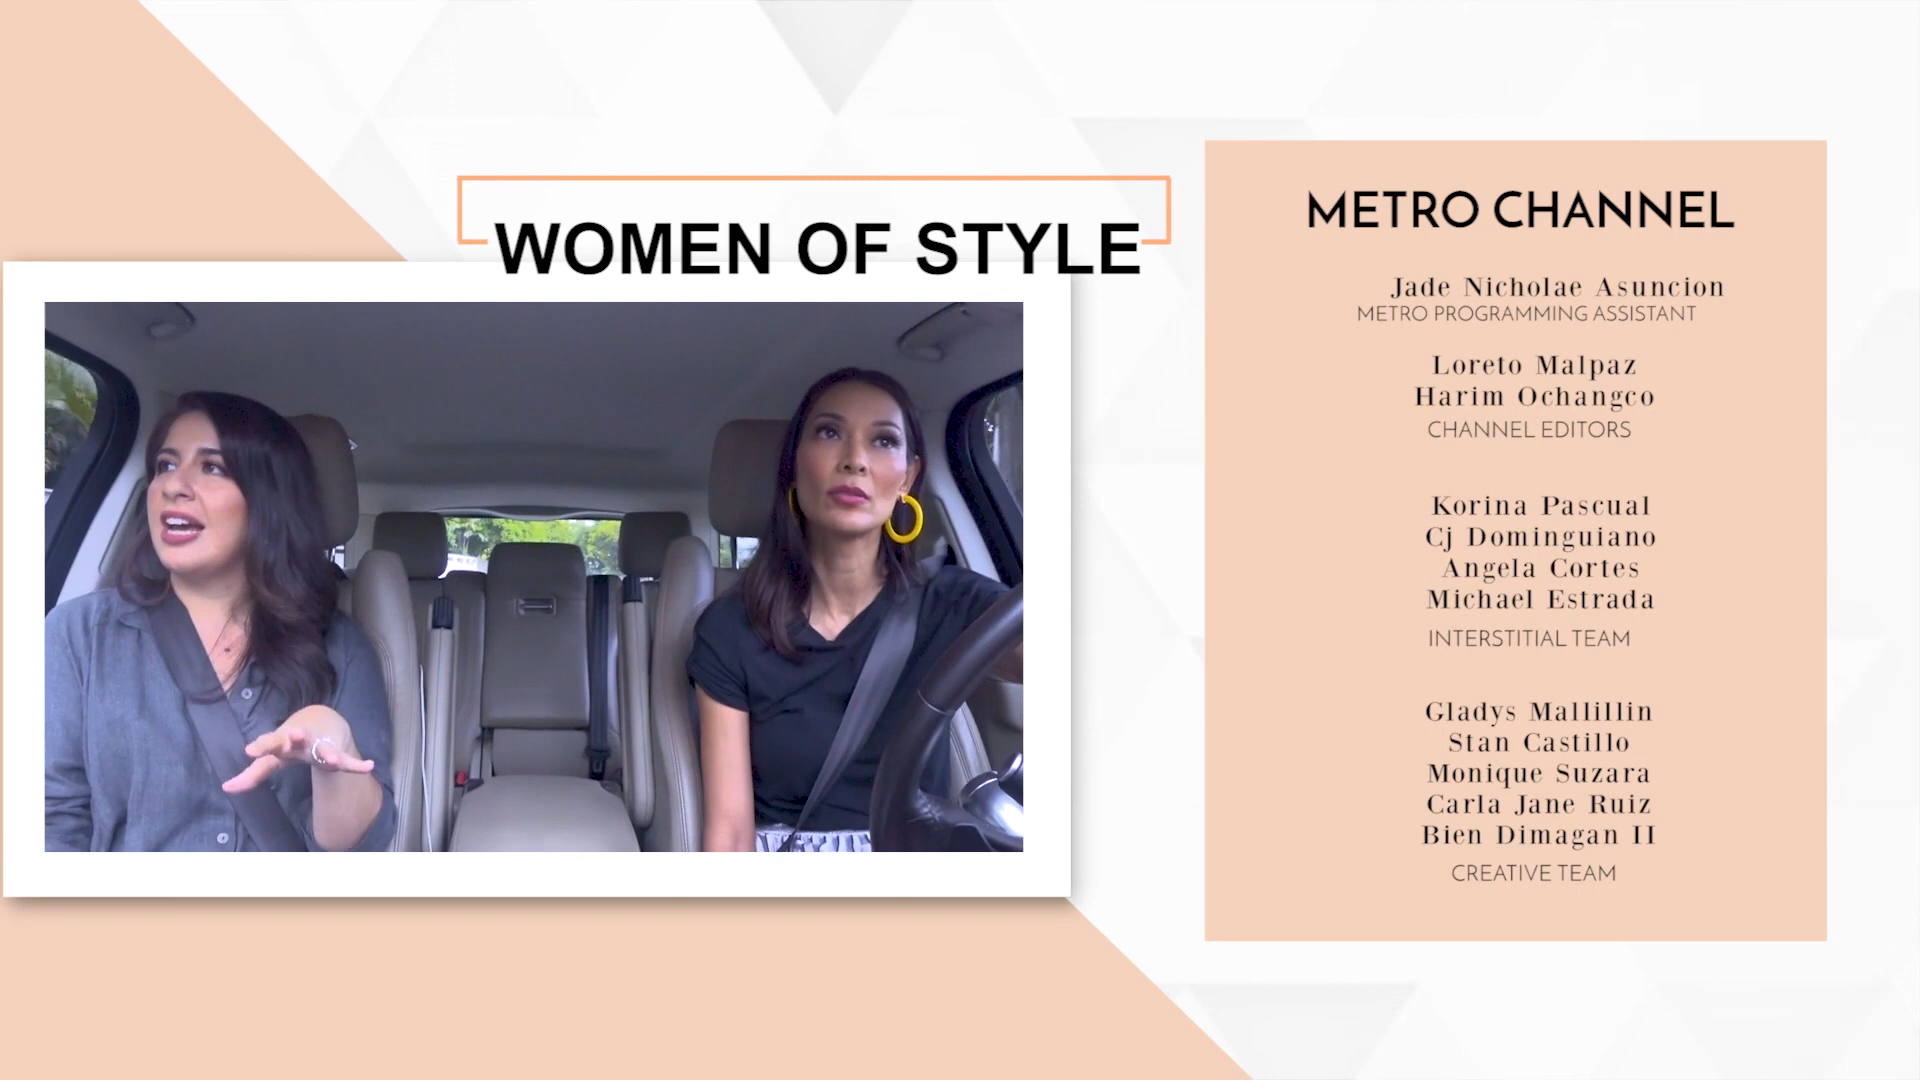 WOMEN OF STYLE
METRO CHANNEL
Jade Nicholae Asuncion
METRO PROGRAMMING ASSISTANT
Loreto Malpaz
Harim Ochangco
CHANNEL EDITORS
Korina Pascual
Cj Dominguiano
Angela Cortes
Michael Estrada
INTERSTITIAL TEAM
Gladys Mallillin
Stan Castillo
Monique Suzara
Carla Jane Ruiz
Bien Dimagan II
CREATIVE TEAM